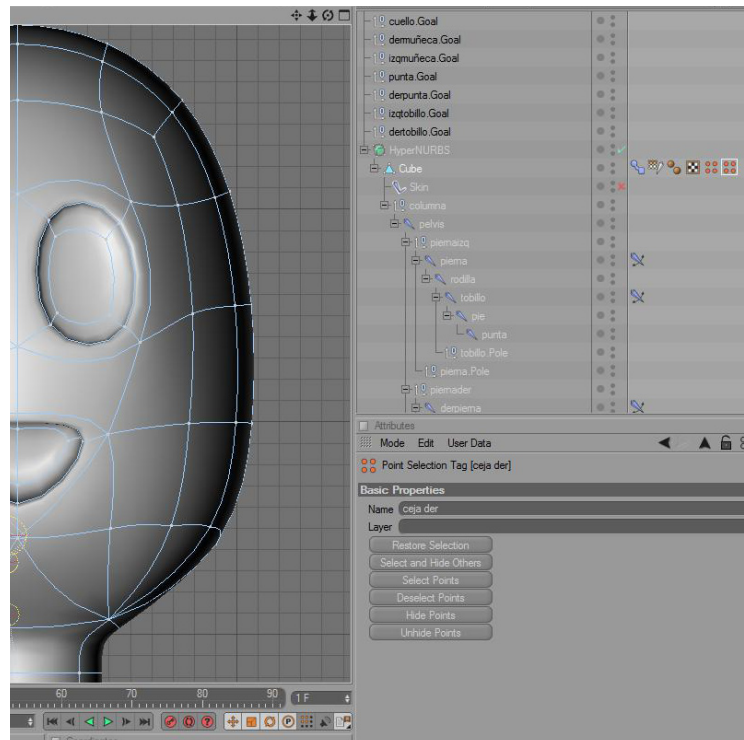 cuello.Goal
dermuñeca.Goal
izqmuñeca.Goal
punta.Goal
derpunta.Goal
izqtobillo.Goal
dertobillo.Goal
HyperNURBS
Cube
Skin
columna
pelvis
piernaizq
pierna
rodilla
tobillo
pie
punta
tobillo.Pole
pierna.Pole
piernader
derpierna
Attributes
Mode Edit User Data
Point Selection Tag [ceja der]
Basic Properties
Name ceja der
Layer
Restore Selection
Select and Hide Others
Select Points
Deselect Points
Hide Points
Unhide Points
60 70 80 90 1 F